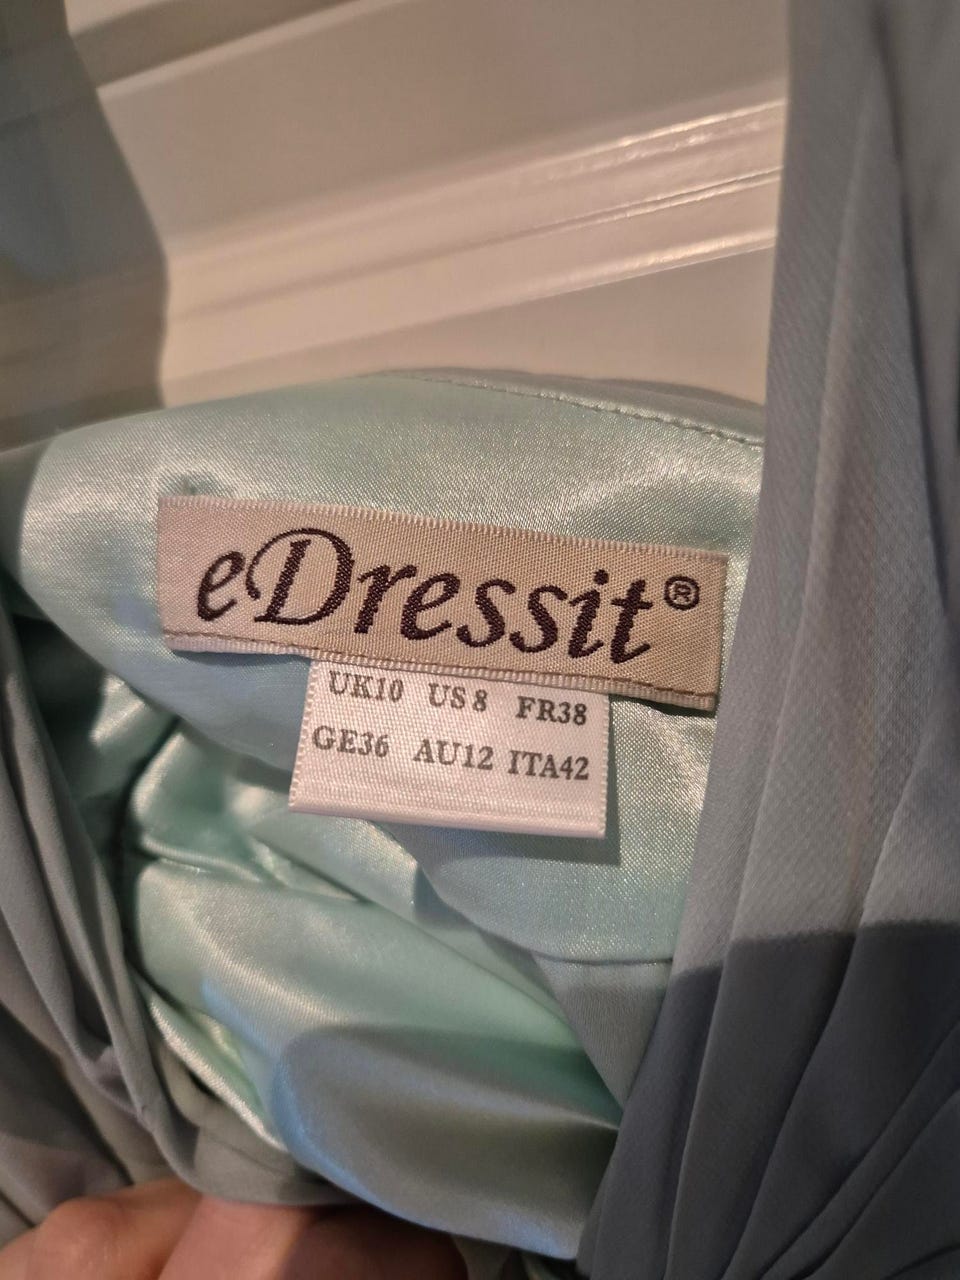 eDressit®
UK10 US8 FR38
GE36 AU12 ITA42